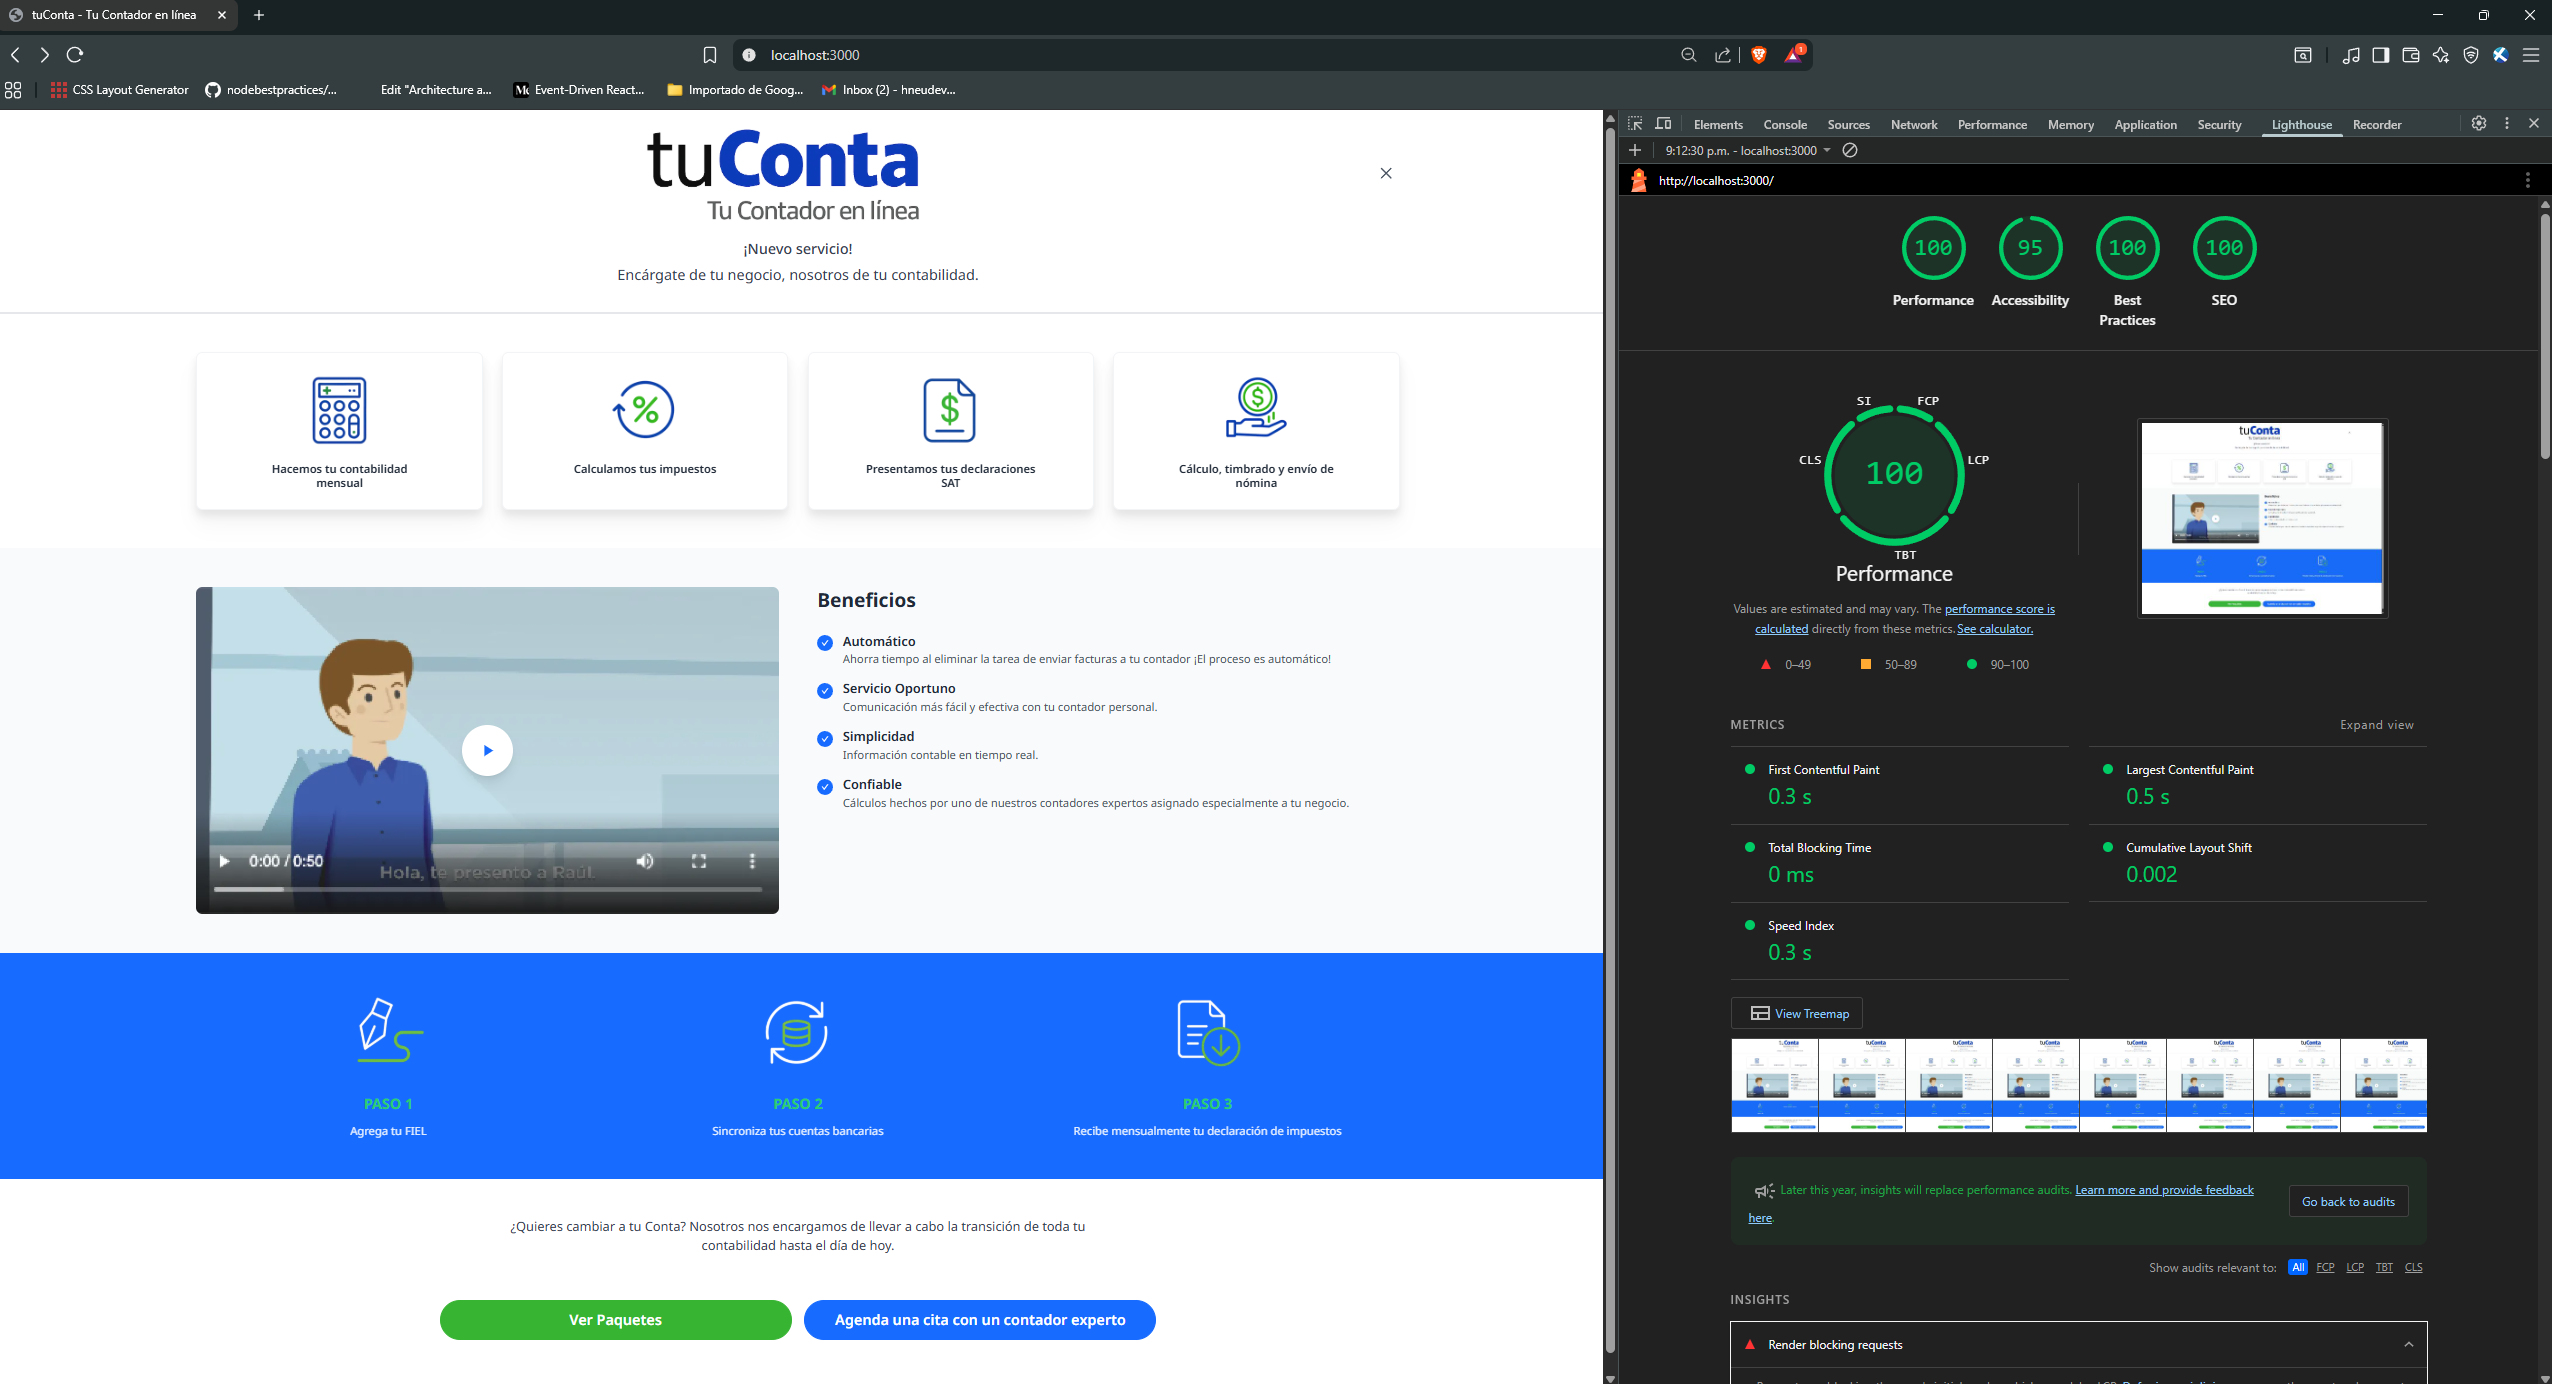 tuConta - Tu Contador en línea
localhost:3000
1
CSS Layout Generator
nodebestpractices/...
Edit "Architecture a...
Event-Driven React...
Importado de Goog...
Inbox (2) - hneudev...
tuConta
Tu Contador en línea
¡Nuevo servicio!
Encárgate de tu negocio, nosotros de tu contabilidad.
Hacemos tu contabilidad
mensual
Calculamos tus impuestos
Presentamos tus declaraciones
SAT
Cálculo, timbrado y envío de
nómina
Beneficios
Automático
Ahorra tiempo al eliminar la tarea de enviar facturas a tu contador ¡El proceso es automático!
Servicio Oportuno
Comunicación más fácil y efectiva con tu contador personal.
Simplicidad
Información contable en tiempo real.
Confiable
Cálculos hechos por uno de nuestros contadores expertos asignado especialmente a tu negocio.
0:00 / 0:50
Hola, te presento a Raúl.
PASO 1
Agrega tu FIEL
PASO 2
Sincroniza tus cuentas bancarias
PASO 3
Recibe mensualmente tu declaración de impuestos
¿Quieres cambiar a tu Conta? Nosotros nos encargamos de llevar a cabo la transición de toda tu
contabilidad hasta el día de hoy.
Ver Paquetes
Agenda una cita con un contador experto
Elements Console Sources Network Performance Memory Application Security Lighthouse Recorder
9:12:30 p.m. - localhost:3000
http://localhost:3000/
100
Performance
95
Accessibility
100
Best
Practices
100
SEO
SI
FCP
CLS
LCP
100
TBT
Performance
Values are estimated and may vary. The performance score is
calculated directly from these metrics. See calculator.
0–49
50–89
90–100
METRICS
Expand view
First Contentful Paint
0.3 s
Largest Contentful Paint
0.5 s
Total Blocking Time
0 ms
Cumulative Layout Shift
0.002
Speed Index
0.3 s
View Treemap
Later this year, insights will replace performance audits. Learn more and provide feedback
here.
Go back to audits
Show audits relevant to: All FCP LCP TBT CLS
INSIGHTS
Render blocking requests